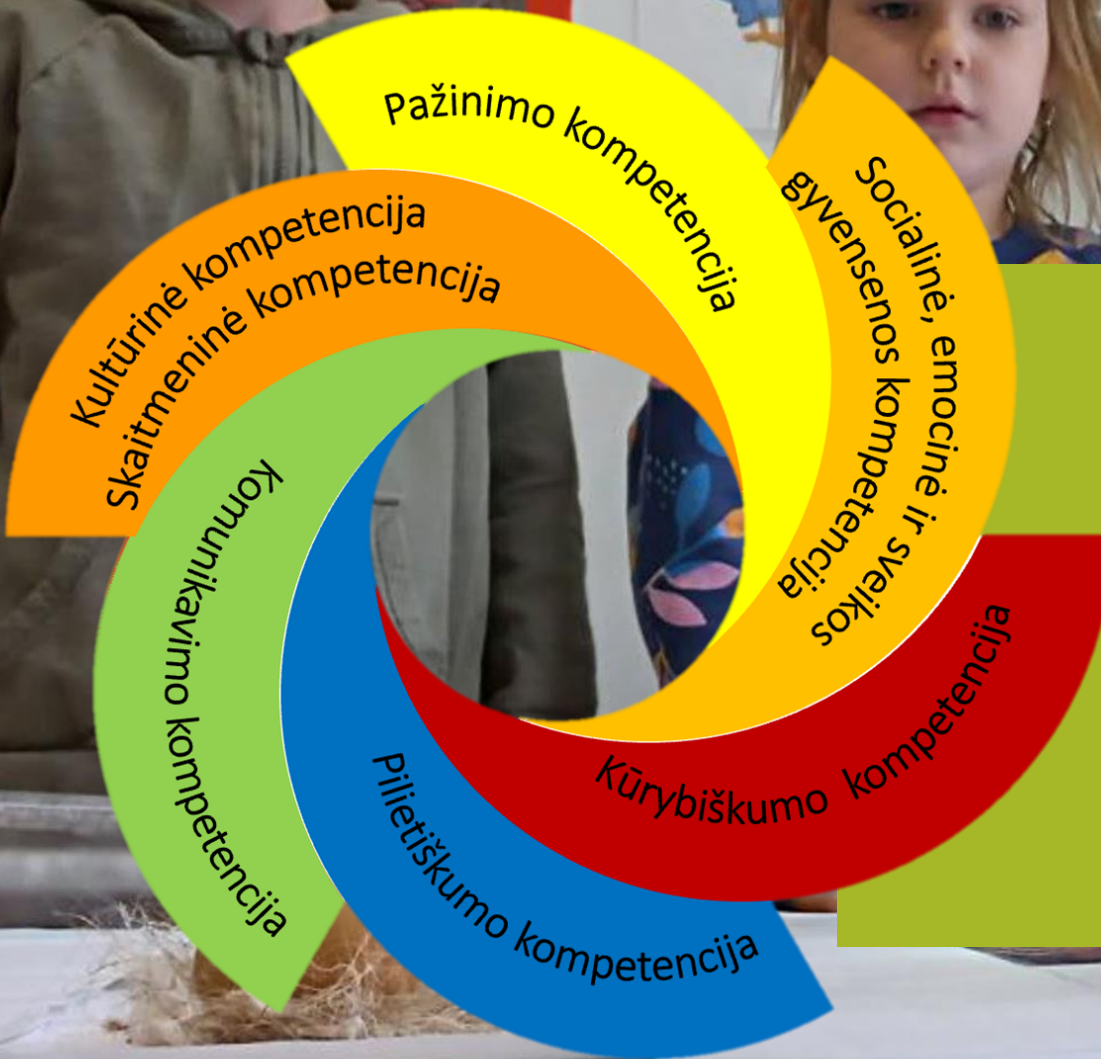 Pažinimo kompetencija
Socialinė, emocinė ir sveikos
gyvensenos kompetencija
Kūrybiškumo kompetencija
Pilietiškumo kompetencija
Komunikavimo kompetencija
Kultūrinė kompetencija
Skaitmeninė kompetencija